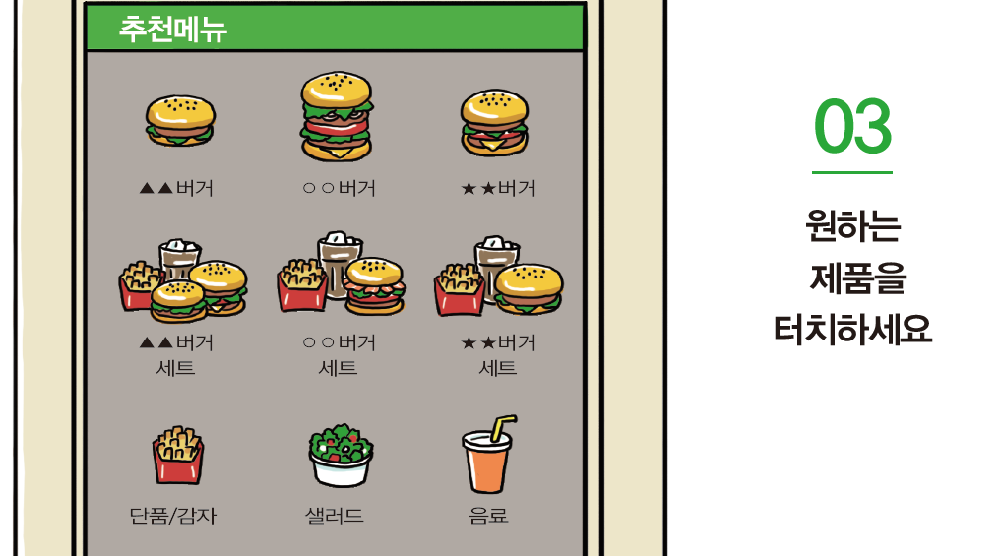 추천메뉴
▲▲버거
○○버거
★★버거
▲▲버거
세트
○○버거
세트
★★버거
세트
단품/감자
샐러드
음료
03
원하는
제품을
터치하세요